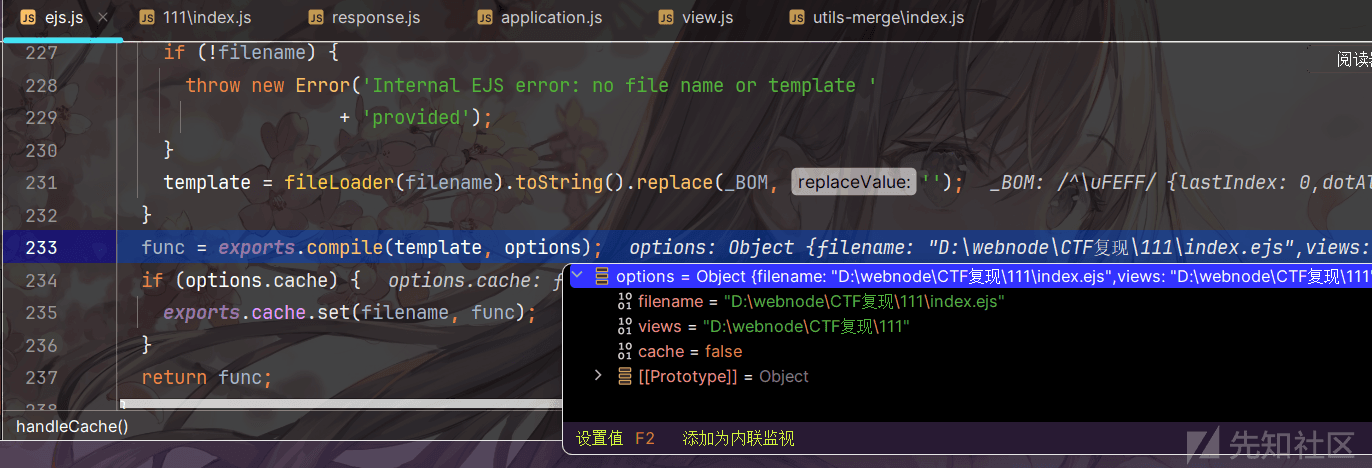 ejs.js × 111\index.js response.js application.js view.js utils-merge\index.js
227 if (!filename) {
阅读
228 throw new Error('Internal EJS error: no file name or template '
229 + 'provided');
230 }
231 template = fileLoader(filename).toString().replace(_BOM, replaceValue: ''); _BOM: /^\uFEFF/ {lastIndex: 0,dotAl
232 }
233 func = exports.compile(template, options); options: Object {filename: "D:\webnode\CTF复现\111\index.ejs",views:
234 if (options.cache) { options.cache: f
235 exports.cache.set(filename, func);
236 }
237 return func;
238
options = Object {filename: "D:\webnode\CTF复现\111\index.ejs",views: "D:\webnode\CTF复现\111"
filename = "D:\webnode\CTF复现\111\index.ejs"
views = "D:\webnode\CTF复现\111"
cache = false
[[Prototype]] = Object
设置值 F2 添加为内联监视
handleCache()
先知社区